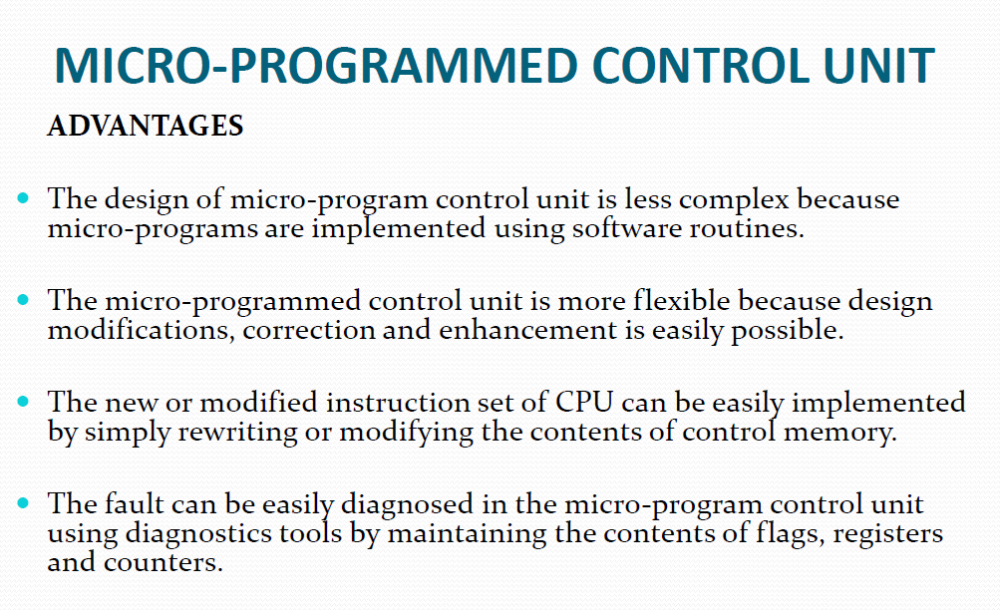 MICRO-PROGRAMMED CONTROL UNIT
ADVANTAGES
• The design of micro-program control unit is less complex because
micro-programs are implemented using software routines.
• The micro-programmed control unit is more flexible because design
modifications, correction and enhancement is easily possible.
• The new or modified instruction set of CPU can be easily implemented
by simply rewriting or modifying the contents of control memory.
• The fault can be easily diagnosed in the micro-program control unit
using diagnostics tools by maintaining the contents of flags, registers
and counters.